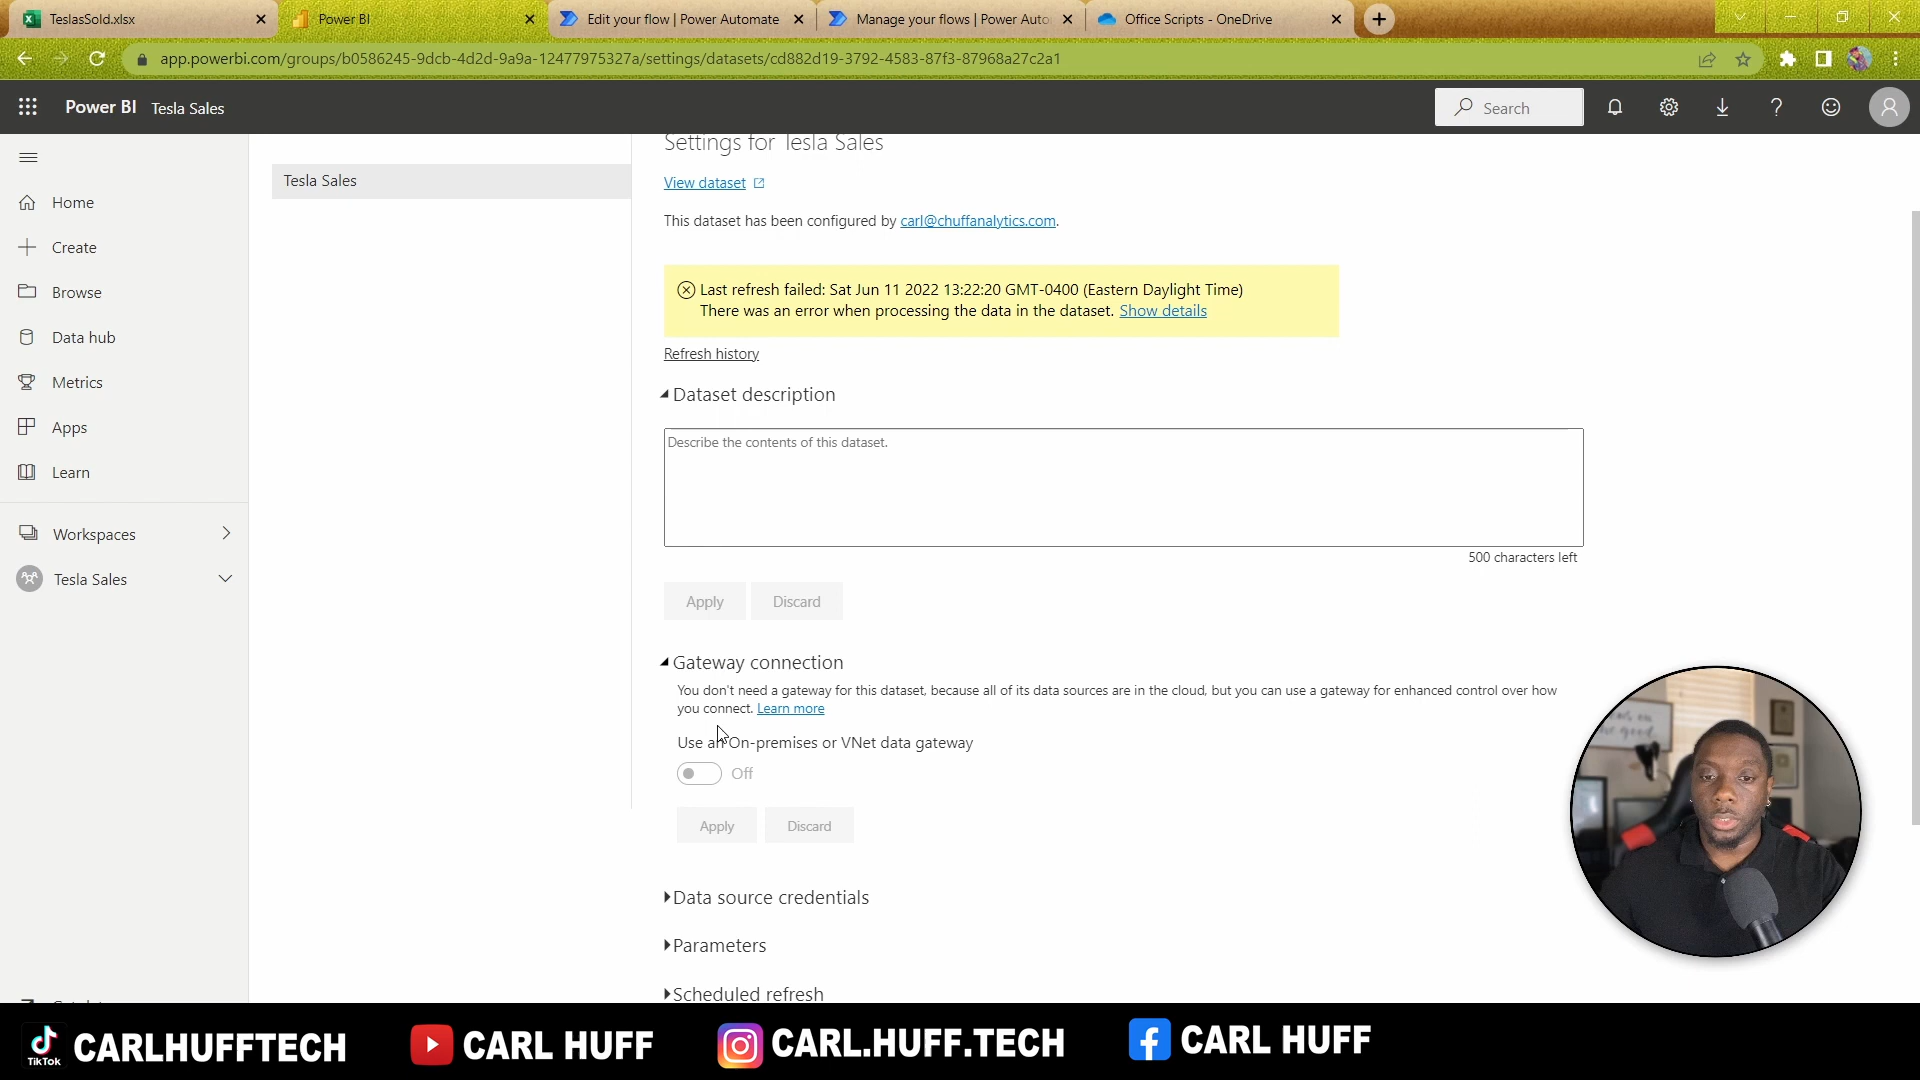 TeslasSold.xlsx
Power BI
Edit your flow | Power Automate
Manage your flows | Power Auto
Office Scripts - OneDrive
app.powerbi.com/groups/b0586245-9dcb-4d2d-9a9a-12477975327a/settings/datasets/cd882d19-3792-4583-87f3-87968a27c2a1
Power BI Tesla Sales
Search
Home
Create
Browse
Data hub
Metrics
Apps
Learn
Workspaces
Tesla Sales
Tesla Sales
Settings for Tesla Sales
View dataset
This dataset has been configured by carl@chuffanalytics.com.
Last refresh failed: Sat Jun 11 2022 13:22:20 GMT-0400 (Eastern Daylight Time)
There was an error when processing the data in the dataset. Show details
Refresh history
Dataset description
Describe the contents of this dataset.
500 characters left
Apply Discard
Gateway connection
You don't need a gateway for this dataset, because all of its data sources are in the cloud, but you can use a gateway for enhanced control over how
you connect. Learn more
Use an On-premises or VNet data gateway
Off
Apply Discard
Data source credentials
Parameters
Scheduled refresh
TikTok
CARLHUFFTECH
CARL HUFF
CARL.HUFF.TECH
CARL HUFF